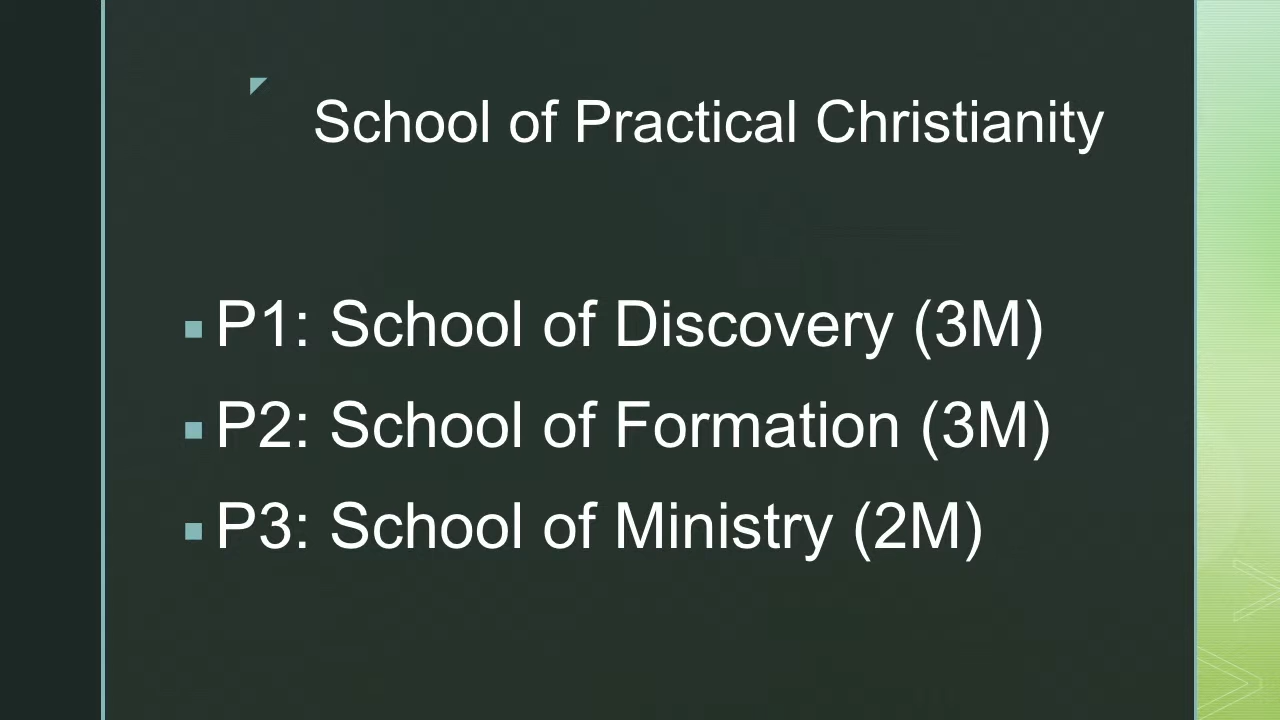 School of Practical Christianity
P1: School of Discovery (3M)
P2: School of Formation (3M)
P3: School of Ministry (2M)